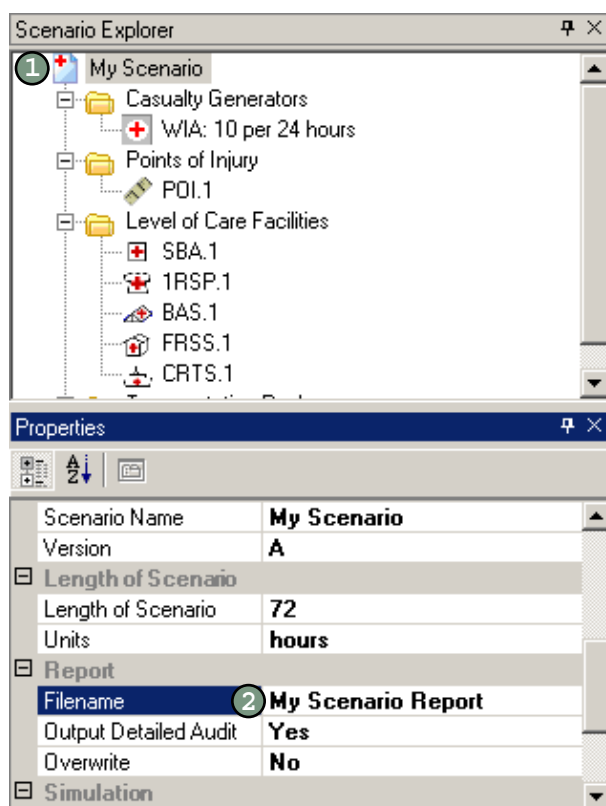 Scenario Explorer
1 My Scenario
Casualty Generators
WIA: 10 per 24 hours
Points of Injury
POI.1
Level of Care Facilities
SBA.1
1RSP.1
BAS.1
FRSS.1
CRTS.1
Properties
Scenario Name My Scenario
Version A
Length of Scenario
Length of Scenario 72
Units hours
Report
Filename 2 My Scenario Report
Output Detailed Audit Yes
Overwrite No
Simulation